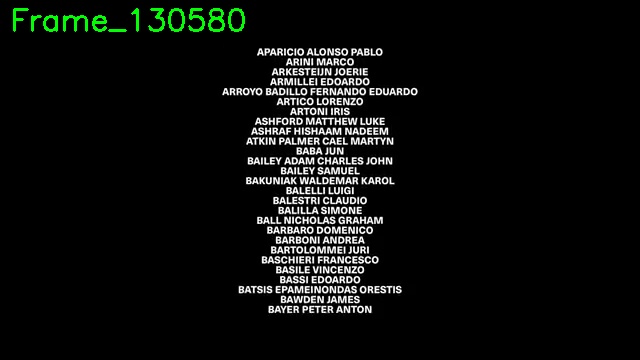 Frame_130580
APARICIO ALONSO PABLO
ARINI MARCO
ARKESTEIJN JOERIE
ARMILLEI EDOARDO
ARROYO BADILLO FERNANDO EDUARDO
ARTICO LORENZO
ARTONI IRIS
ASHFORD MATTHEW LUKE
ASHRAF HISHAAM NADEEM
ATKIN PALMER CAEL MARTYN
BABA JUN
BAILEY ADAM CHARLES JOHN
BAILEY SAMUEL
BAKUNIAK WALDEMAR KAROL
BALELLI LUIGI
BALESTRI CLAUDIO
BALILLA SIMONE
BALL NICHOLAS GRAHAM
BARBARO DOMENICO
BARBONI ANDREA
BARTOLOMMEI JURI
BASCHIERI FRANCESCO
BASILE VINCENZO
BASSI EDOARDO
BATSIS EPAMEINONDAS ORESTIS
BAWDEN JAMES
BAYER PETER ANTON